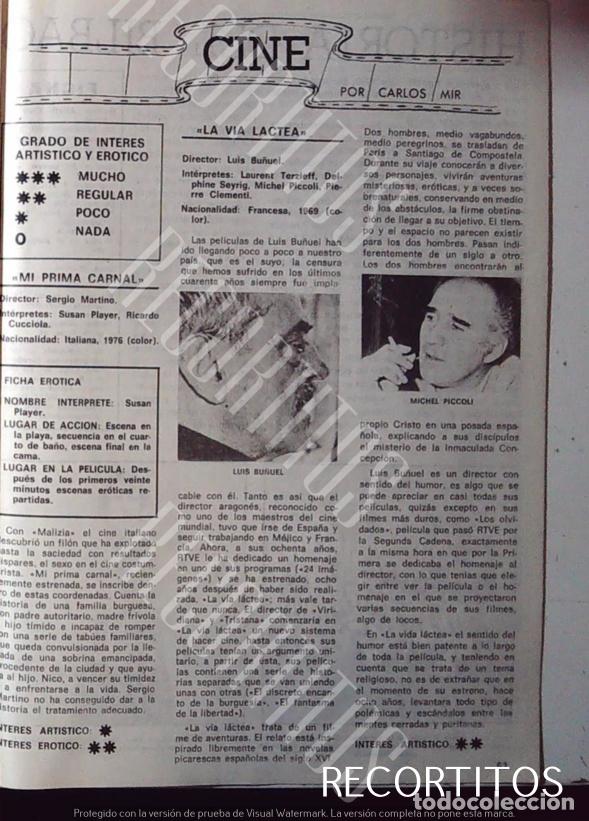 CINE
POR CARLOS MIR
GRADO DE INTERES
ARTISTICO Y EROTICO
✷✷✷ MUCHO
✷✷ REGULAR
✷ POCO
O NADA
«MI PRIMA CARNAL»
Director: Sergio Martino.
Intérpretes: Susan Player, Ricardo
Cucciola.
Nacionalidad: Italiana, 1976 (color).
FICHA EROTICA
NOMBRE INTERPRETE: Susan
Player.
LUGAR DE ACCION: Escena en
la playa, secuencia en el cuar-
to de baño, escena final en la
cama.
LUGAR EN LA PELICULA: Des-
pués de los primeros veinte
minutos escenas eróticas re-
partidas.
Con «Malizia» el cine italiano
descubrió un filón que ha explotado
hasta la saciedad con resultados
dispares, el sexo en el cine costum-
brista. «Mi prima carnal», recien-
temente estrenada, se inscribe den-
tro de estas coordenadas. Cuenta la
historia de una familia burguesa,
con padre autoritario, madre frívola
e hijo tímido e incapaz de romper
con una serie de tabúes familiares,
que queda convulsionada por la lle-
gada de una sobrina emancipada,
procedente de la ciudad y que ayu-
da al hijo. Nico, a vencer su timidez
y a enfrentarse a la vida. Sergio
Martino no ha conseguido dar a la
historia el tratamiento adecuado.
INTERES ARTISTICO: ✷
INTERES EROTICO: ✷✷
«LA VIA LACTEA»
Director: Luis Buñuel.
Intérpretes: Laurent Terzieff, Del-
phine Seyrig, Michel Piccoli, Pie-
rre Clementi.
Nacionalidad: Francesa, 1969 (co-
lor).
Las películas de Luis Buñuel han
ido llegando poco a poco a nuestro
país, que es el suyo, la censura
que hemos sufrido en los últimos
cuarenta años siempre fue impla-
LUIS BUÑUEL
cable con él. Tanto es así que el
director aragonés, reconocido co-
mo uno de los maestros del cine
mundial, tuvo que irse de España y
seguir trabajando en Méjico y Fran-
cia. Ahora, a sus ochenta años,
RTVE le ha dedicado un homenaje
en uno de sus programas («24 imá-
genes») y se ha estrenado, ocho
años después de haber sido reali-
zada, «La vía láctea»; más vale tar-
de que nunca. El director de «Viri-
diana» y «Tristana» comenzaría en
«La vía láctea» un nuevo sistema
de hacer cine, hasta entonces sus
películas tenían un argumento uni-
tario, a partir de esta, sus películas
contienen una serie de histo-
rias separadas que se van uniendo
unas con otras («El discreto encan-
to de la burguesía», «El fantasma
de la libertad»).
«La vía láctea» trata de un fil-
me de aventuras. El relato está ins-
pirado libremente en las novelas
picarescas españolas del siglo XVI.
Dos hombres, medio vagabundos,
medio peregrinos, se trasladan de
París a Santiago de Compostela.
Durante su viaje conocerán a diver-
sos personajes, vivirán aventuras
misteriosas, eróticas, y a veces so-
brenaturales, conservando en medio
de los obstáculos, la firme obstina-
ción de llegar a su objetivo. El tiem-
po y el espacio no parecen existir
para los dos hombres. Pasan indi-
ferentemente de un siglo a otro.
Los dos hombres encontrarán al
MICHEL PICCOLI
propio Cristo en una posada espa-
ñola, explicando a sus discípulos
el misterio de la Inmaculada Con-
cepción.
Luis Buñuel es un director con
sentido del humor, es algo que se
puede apreciar en casi todas sus
películas, quizás excepto en sus
filmes más duros, como «Los olvi-
dados», película que pasó RTVE por
la Segunda Cadena, exactamente
a la misma hora en que por la Pri-
mera se dedicaba el homenaje al
director, con lo que tenías que ele-
gir entre ver la película o el ho-
menaje en el que se proyectaron
varias secuencias de sus filmes,
algo de locos.
En «La vida láctea» el sentido del
humor está bien patente a lo largo
de toda la película, y teniendo en
cuenta que se trata de un tema
religioso, no es de extrañar que en
el momento de su estreno, hace
ocho años, levantara todo tipo de
polémicas y escándalos entre las
mentes cerradas y puritanas.
INTERES ARTISTICO ✷✷
RECORTITOS
todocoleccion
Protegido con la versión de prueba de Visual Watermark. La versión completa no pone esta marca.